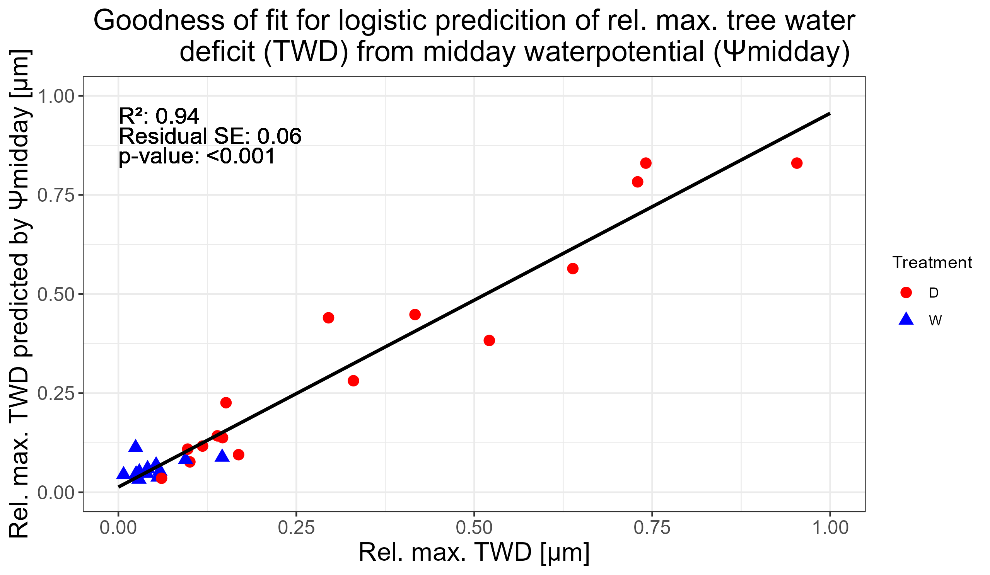 Goodness of fit for logistic predicition of rel. max. tree water
deficit (TWD) from midday waterpotential (Ψmidday)
Rel. max. TWD predicted by Ψmidday [µm]
1.00
0.75
0.50
0.25
0.00
R²: 0.94
Residual SE: 0.06
p-value: <0.001
0.00
0.25
0.50
0.75
1.00
Rel. max. TWD [µm]
Treatment
D
W